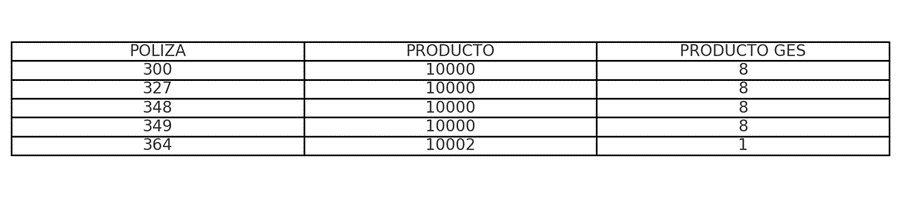 POLIZA PRODUCTO PRODUCTO GES
300 10000 8
327 10000 8
348 10000 8
349 10000 8
364 10002 1